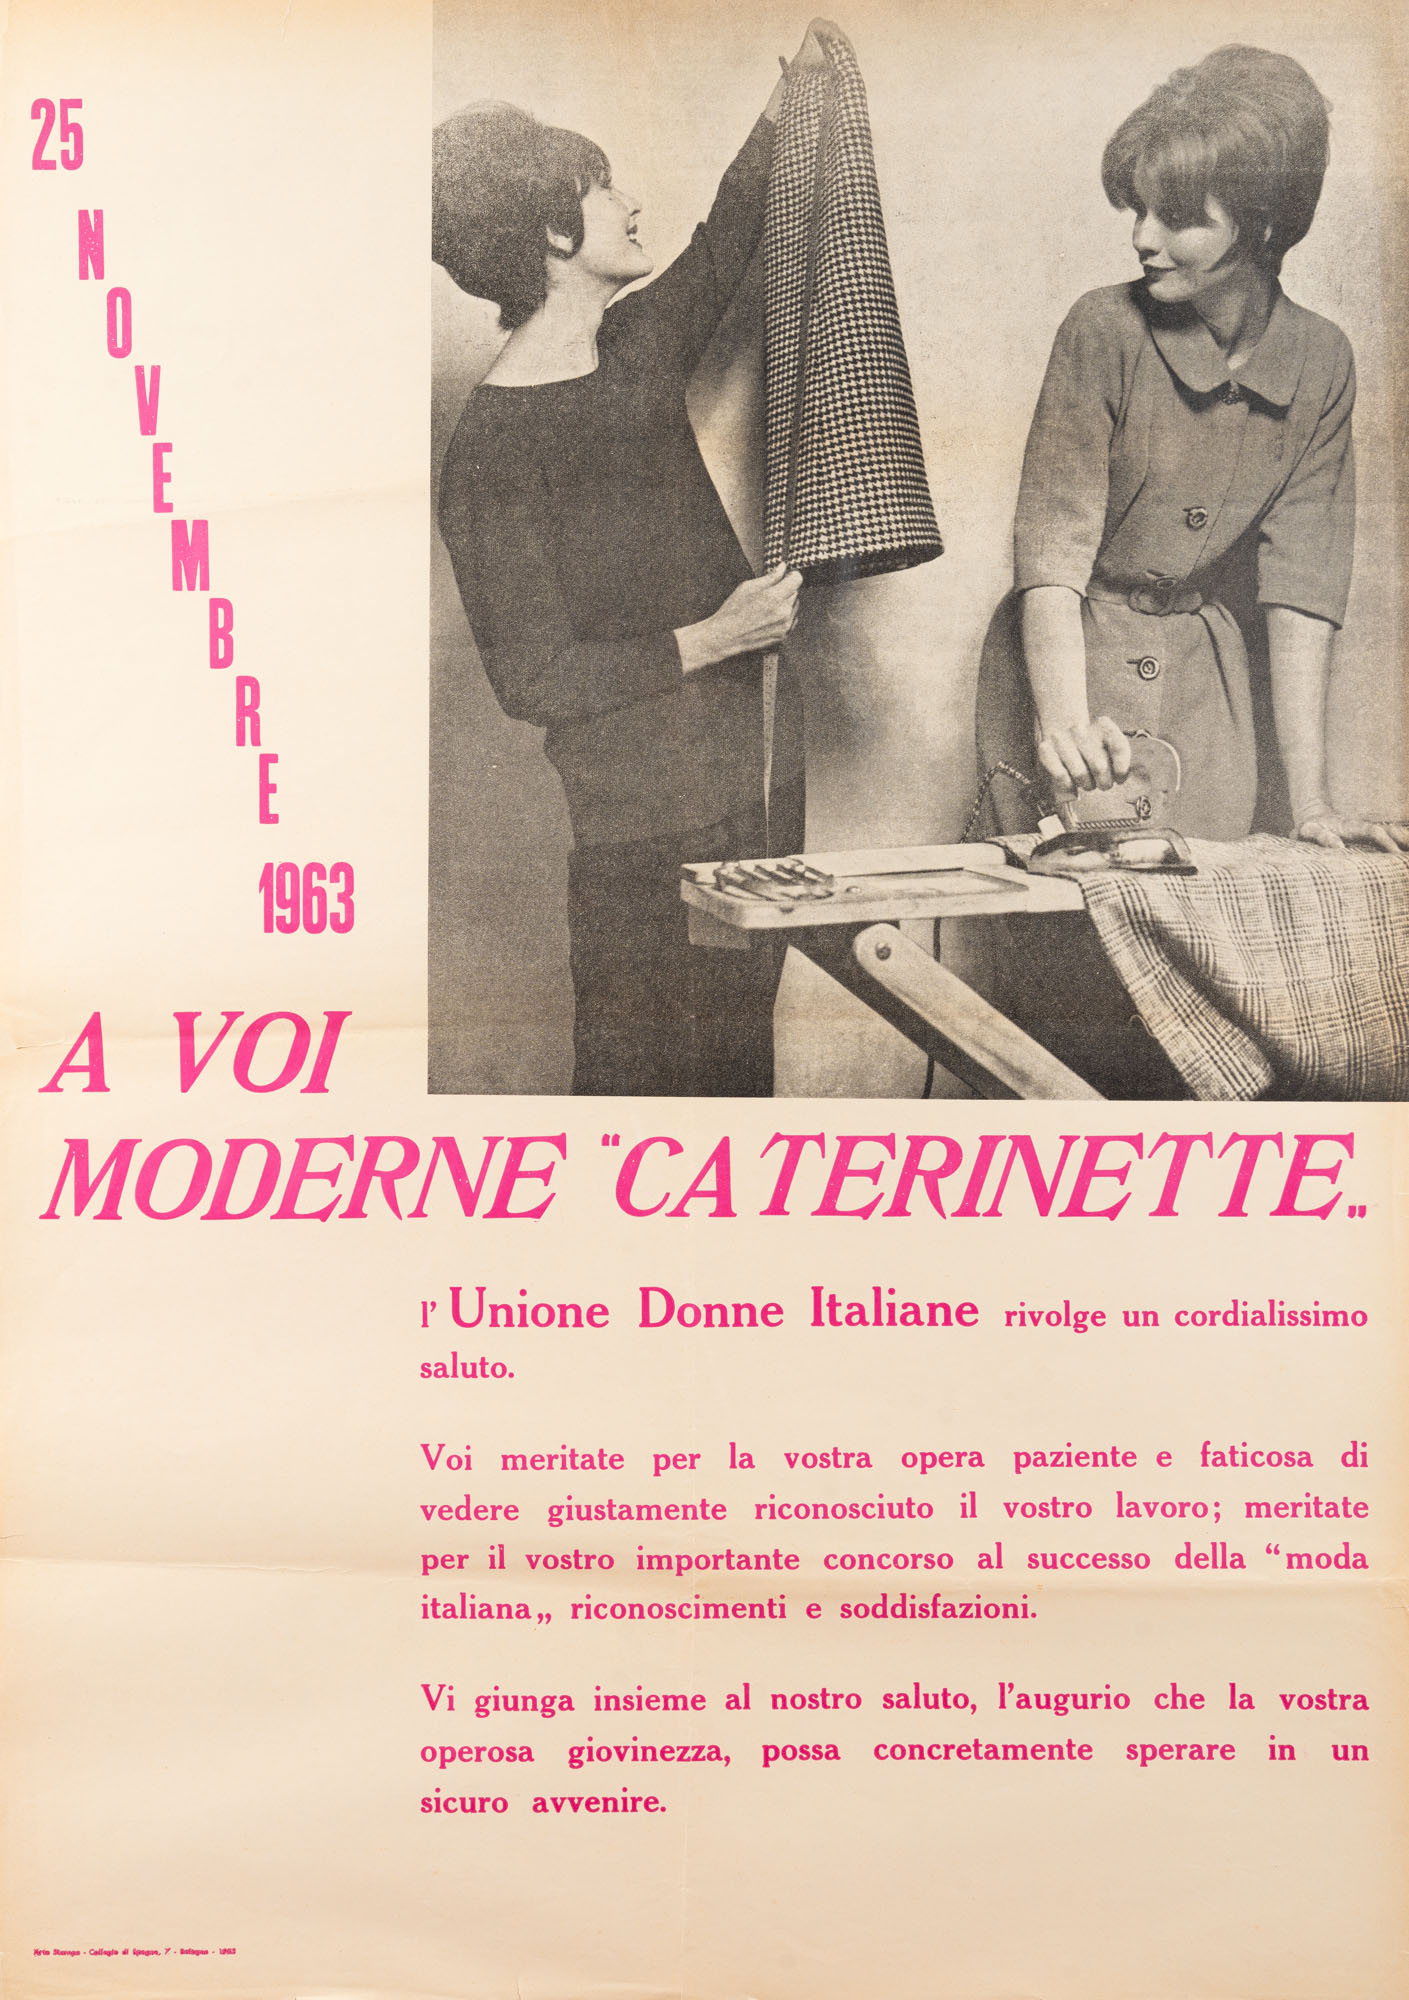 25
NOVEMBRE
1963
A VOI
MODERNE “CATERINETTE„
l' Unione Donne Italiane rivolge un cordialissimo
saluto.
Voi meritate per la vostra opera paziente e faticosa di
vedere giustamente riconosciuto il vostro lavoro; meritate
per il vostro importante concorso al successo della “moda
italiana„ riconoscimenti e soddisfazioni.
Vi giunga insieme al nostro saluto, l'augurio che la vostra
operosa giovinezza, possa concretamente sperare in un
sicuro avvenire.
Stampa - Collegio di Spagna, 7 - Bologna - 1963